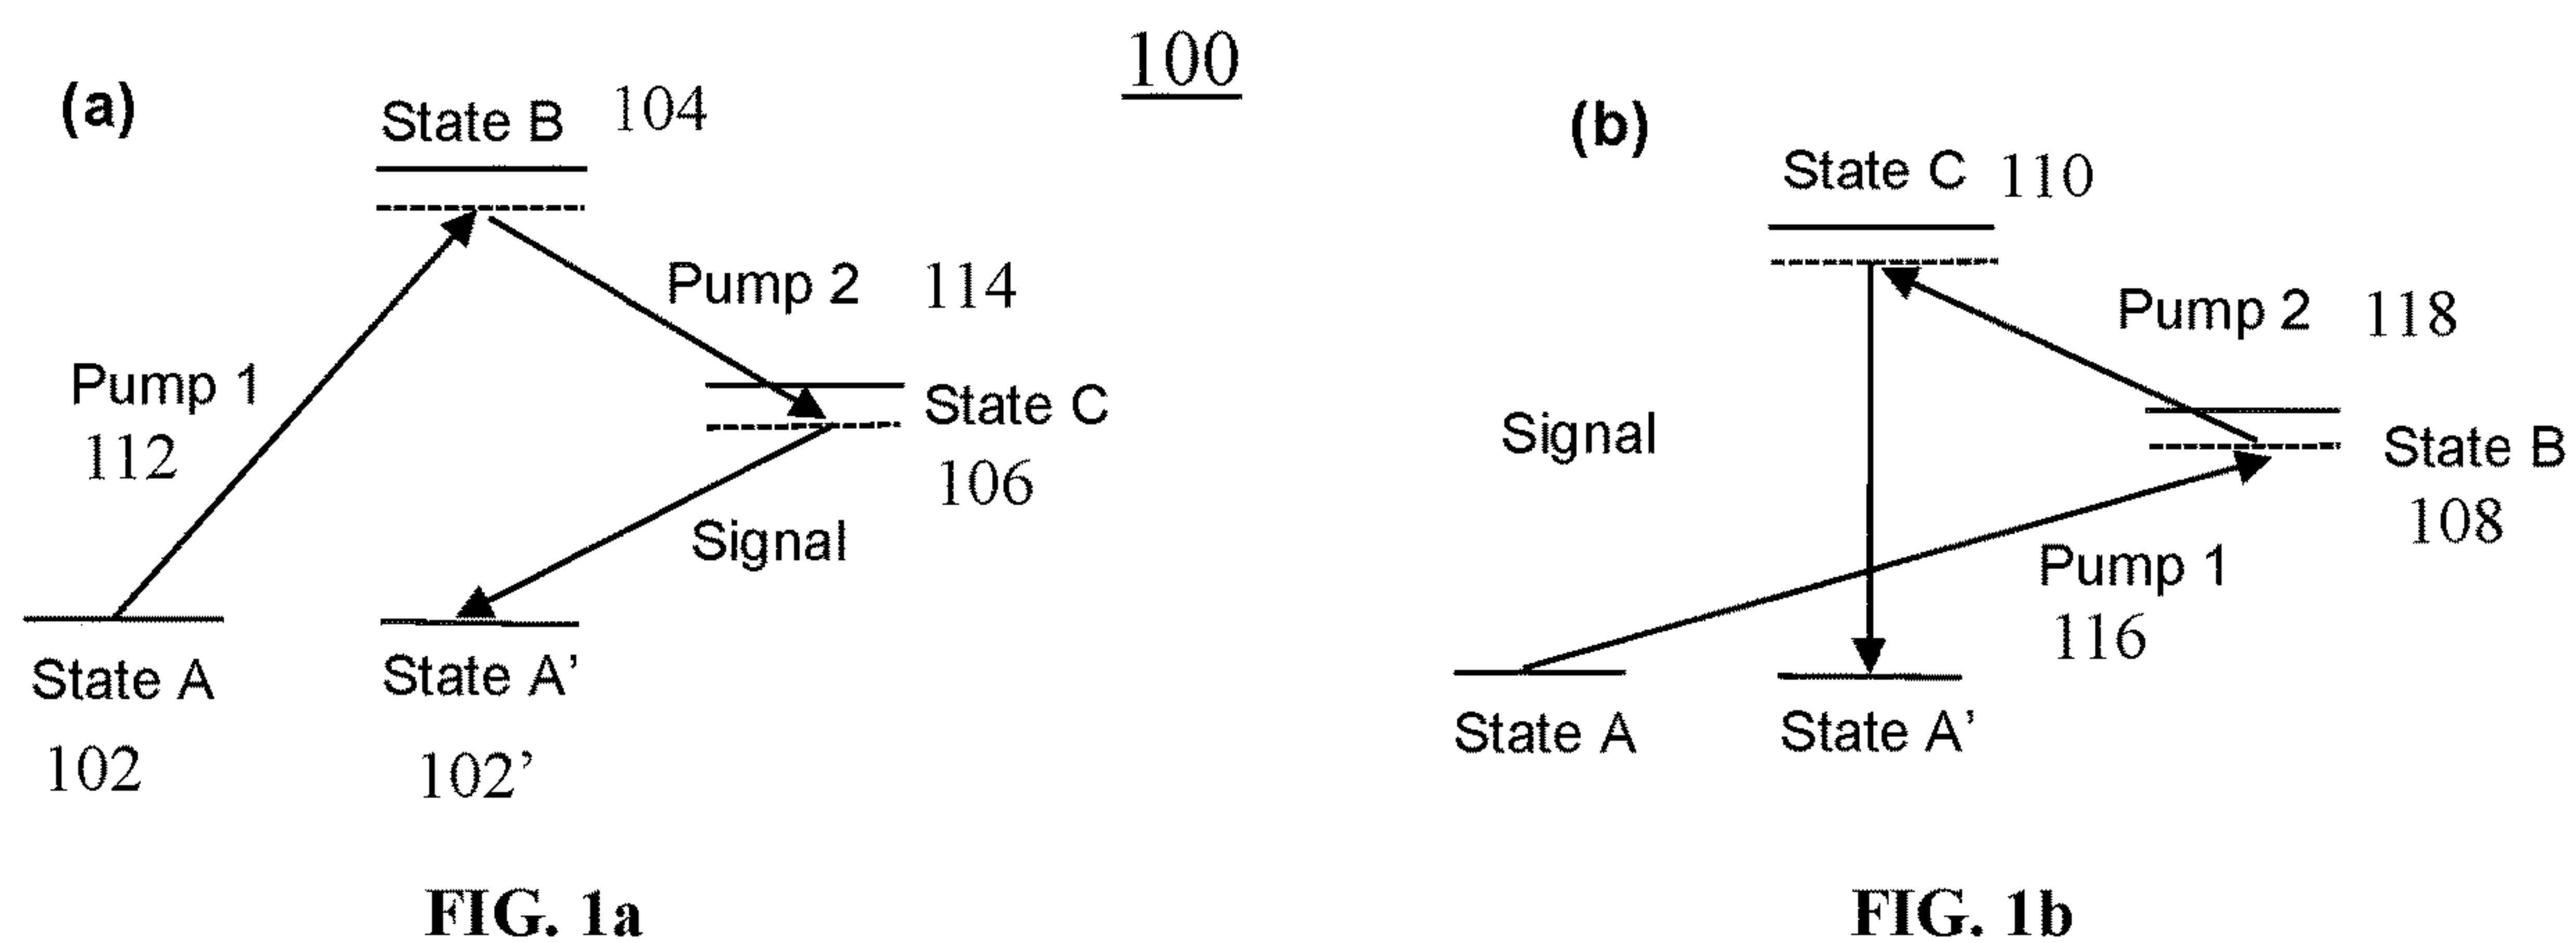 100
(a)
State B 104
Pump 2 114
Pump 1
112
State C
106
Signal
State A
102
State A’
102’
FIG. 1a
(b)
State C 110
Pump 2 118
Signal
State B
108
Pump 1
116
State A
State A’
FIG. 1b